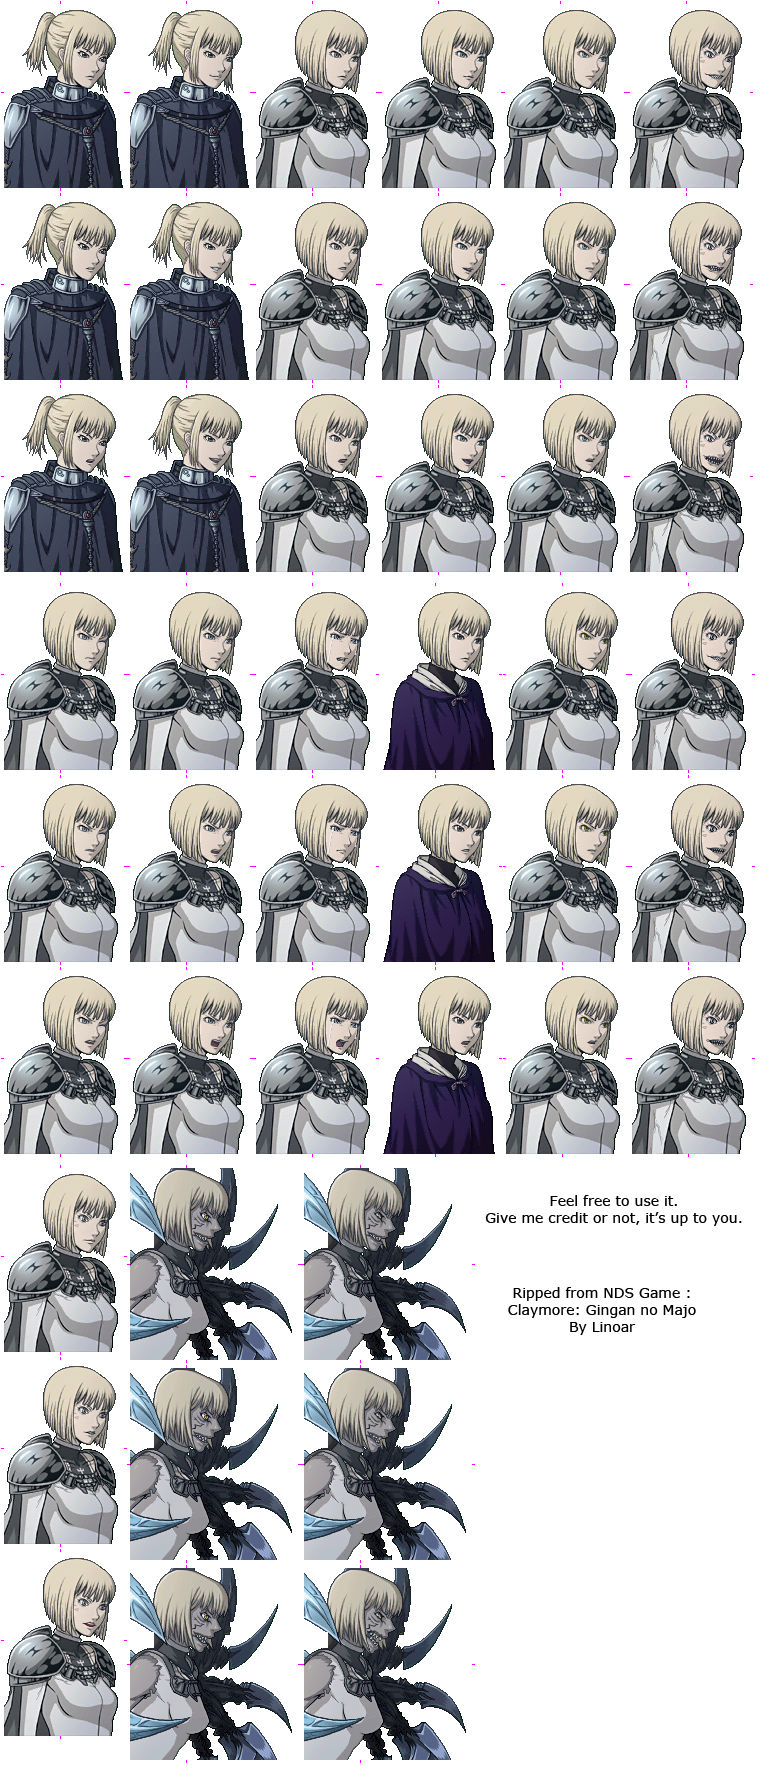 Feel free to use it.
Give me credit or not, it's up to you.
Ripped from NDS Game :
Claymore: Gingan no Majo
By Linoar